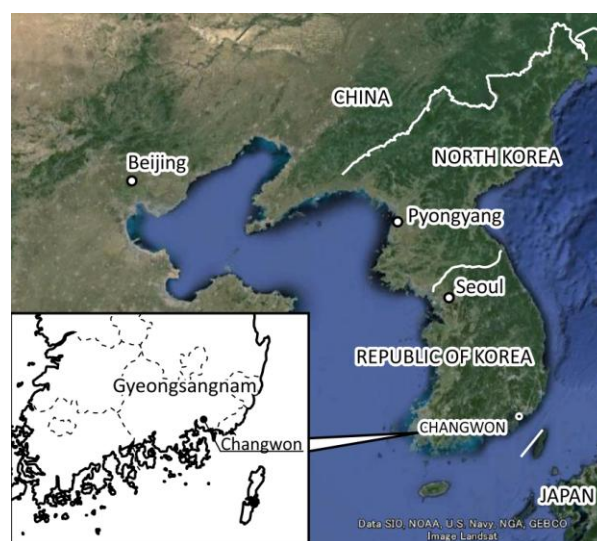 CHINA
Beijing
NORTH KOREA
Pyongyang
Seoul
REPUBLIC OF KOREA
Gyeongsangnam
CHANGWON
Changwon
JAPAN
Data SIO, NOAA, U.S. Navy, NGA, GEBCO
Image Landsat